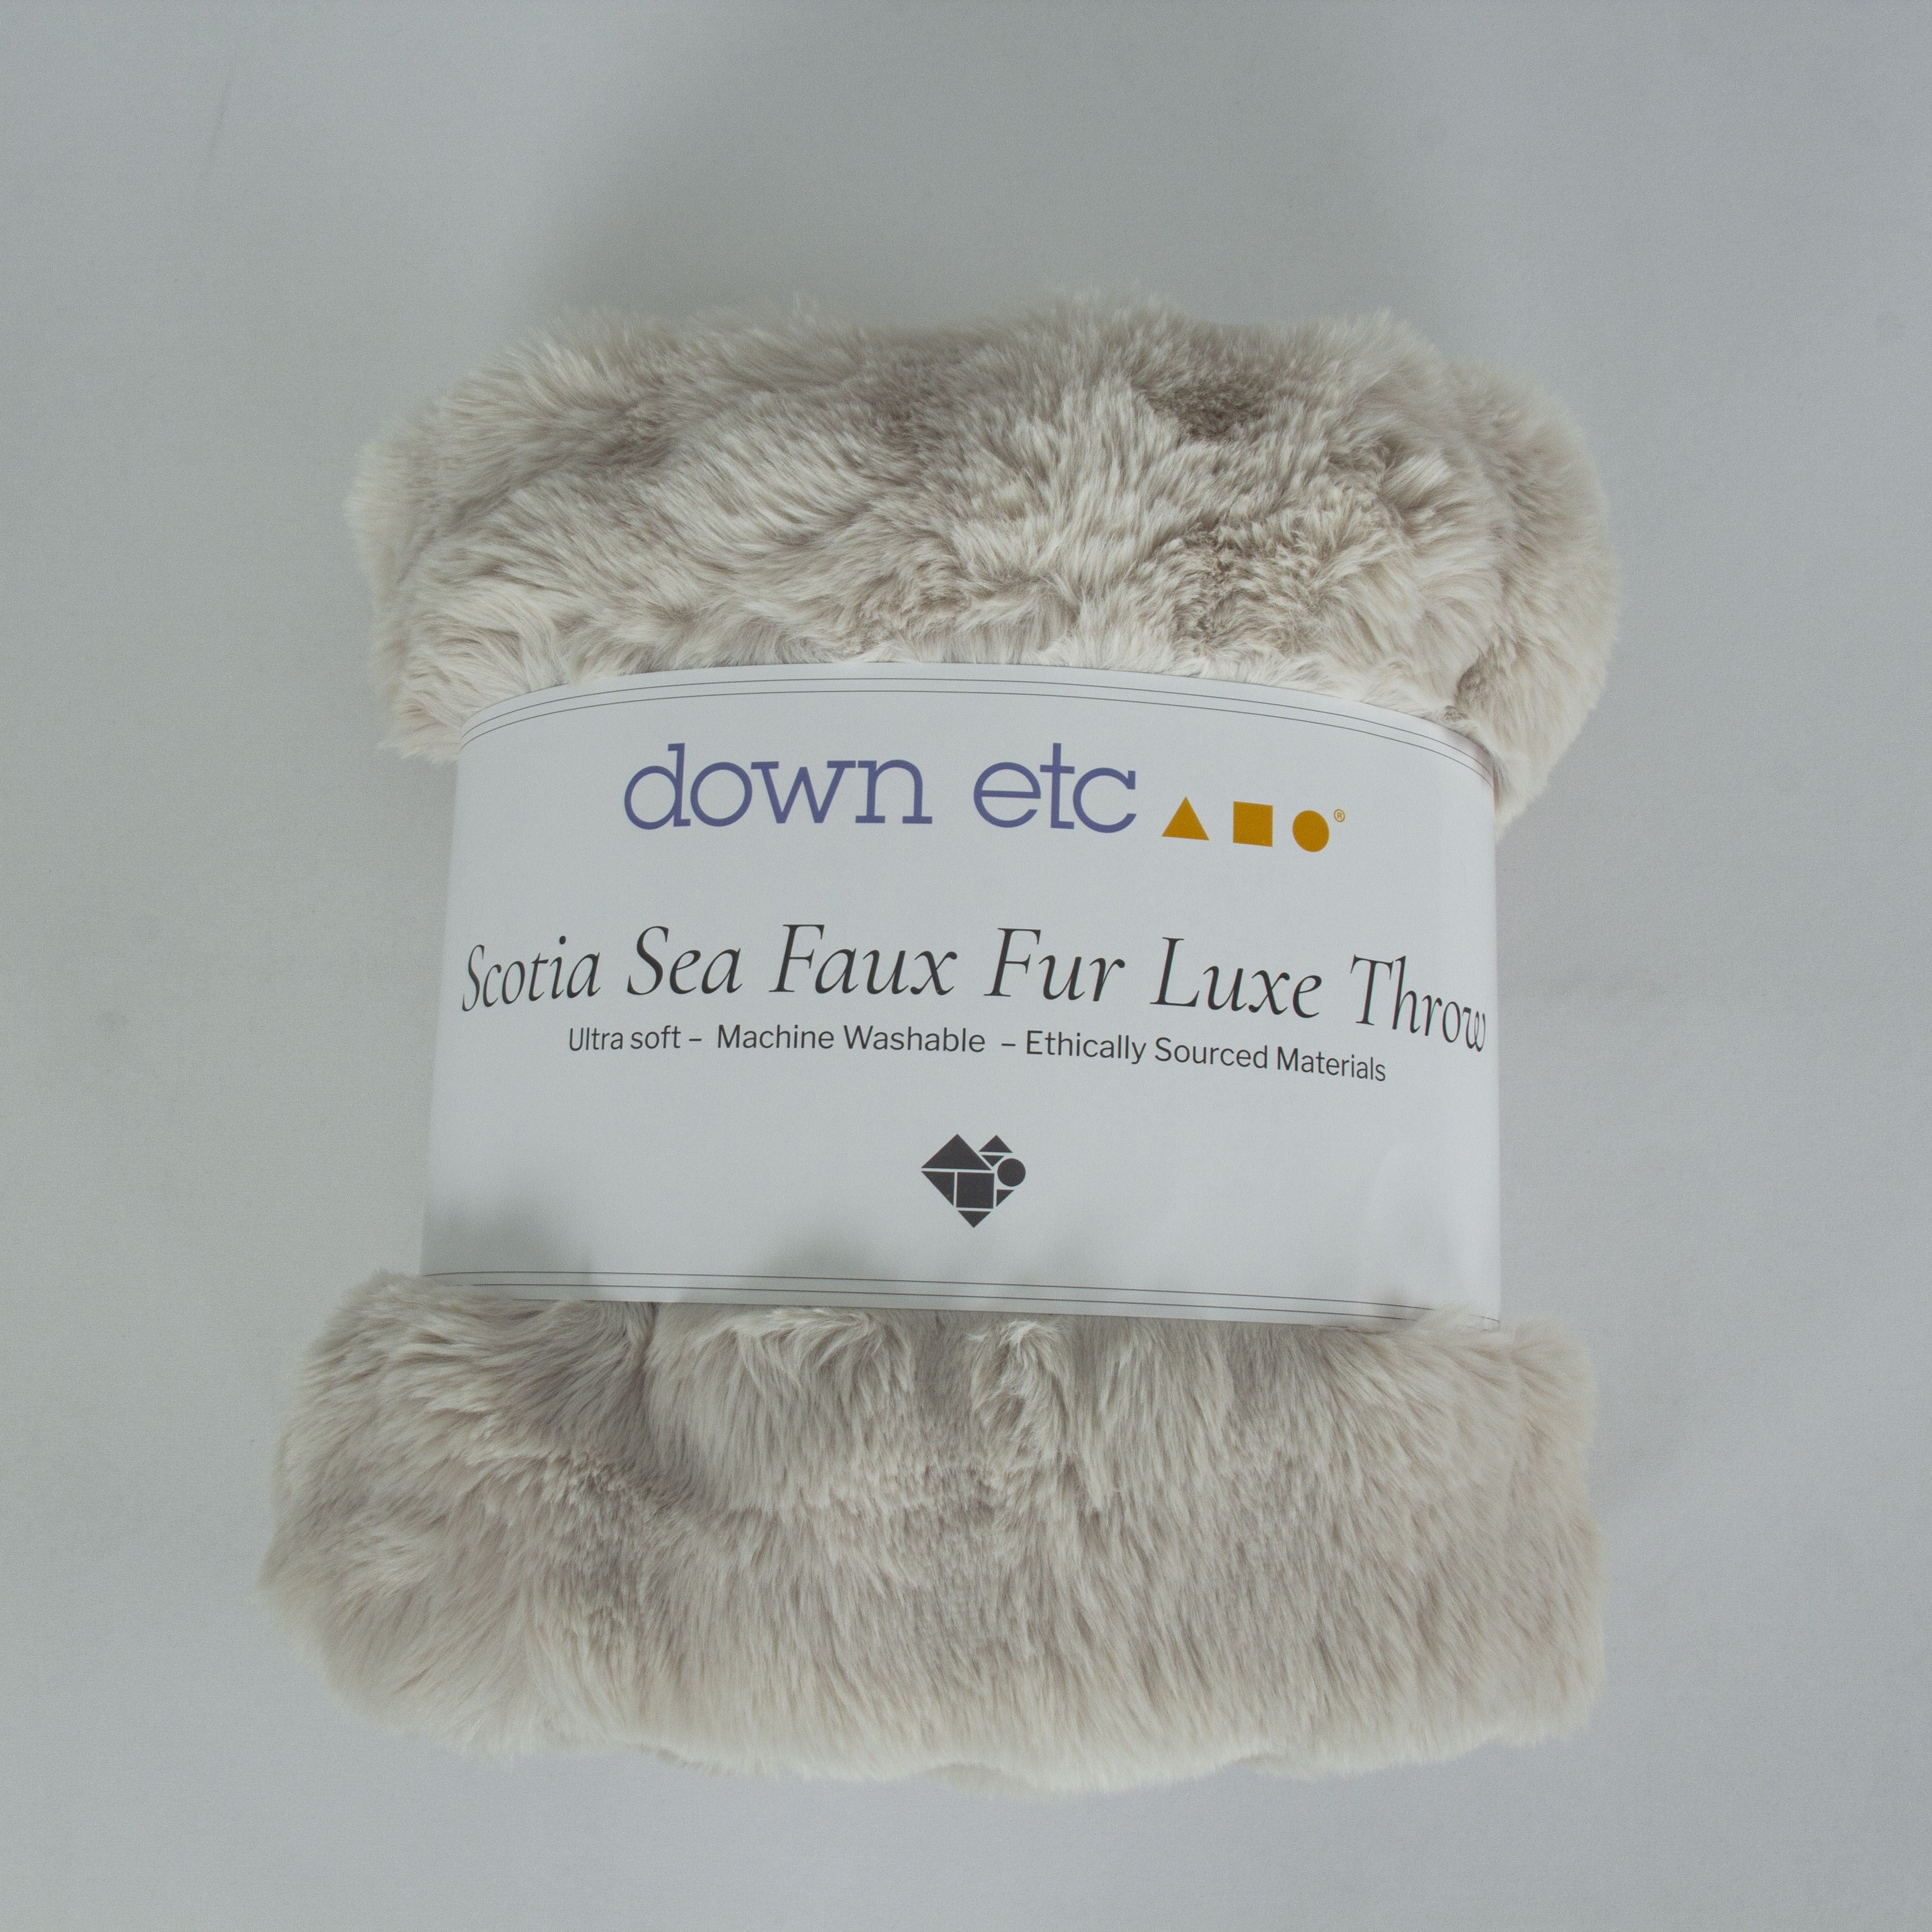 down etc ®
Scotia Sea Faux Fur Luxe Throw
Ultra soft – Machine Washable – Ethically Sourced Materials